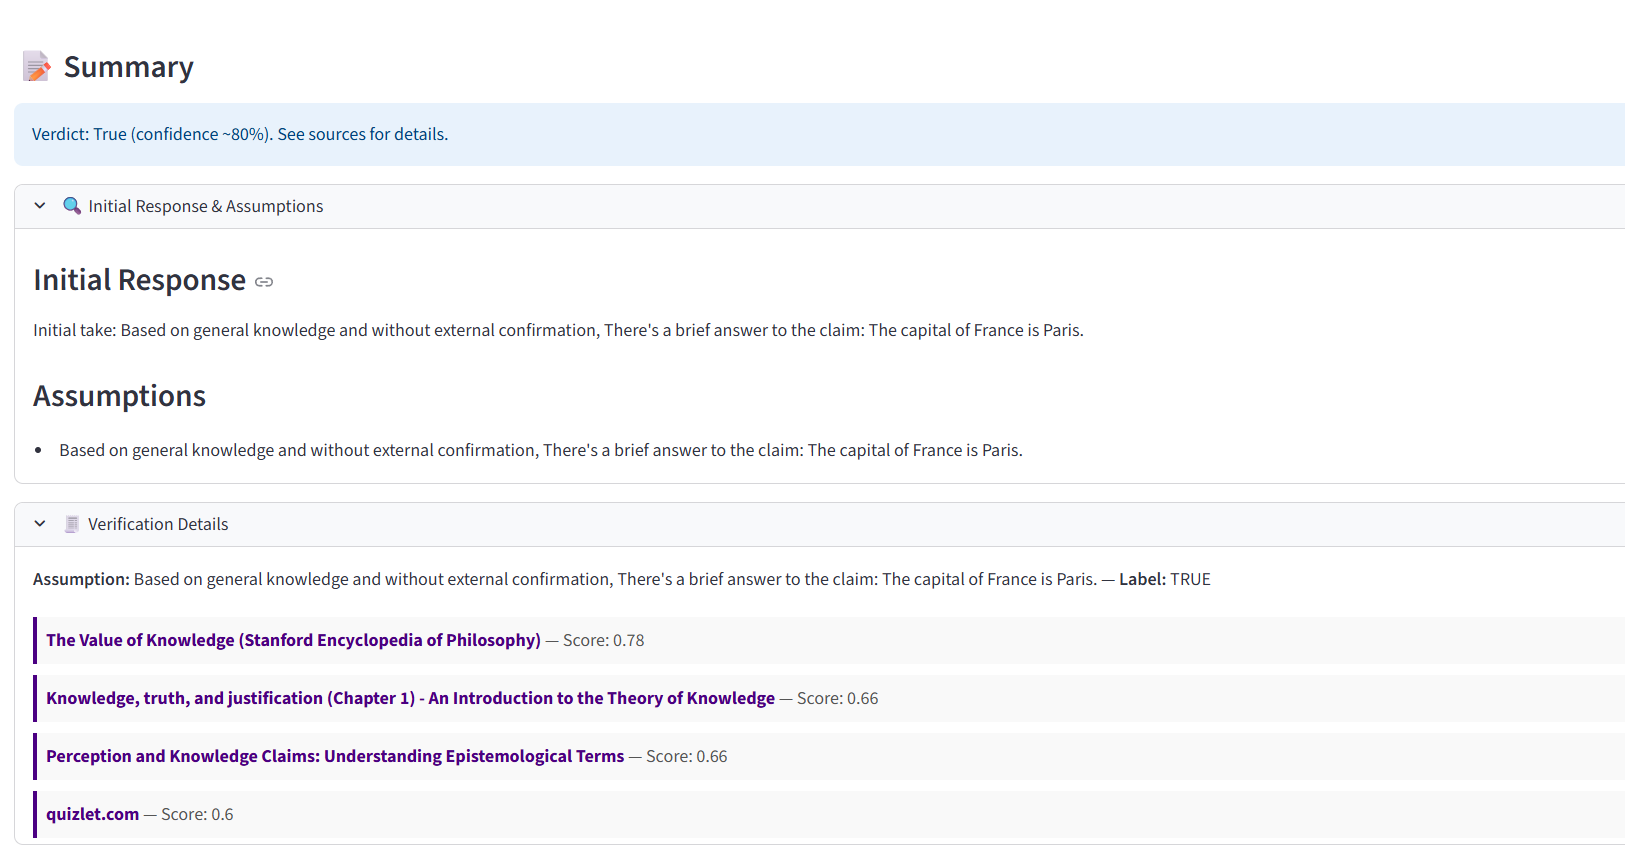 Summary
Verdict: True (confidence ~80%). See sources for details.
Initial Response & Assumptions
Initial Response
Initial take: Based on general knowledge and without external confirmation, There's a brief answer to the claim: The capital of France is Paris.
Assumptions
• Based on general knowledge and without external confirmation, There's a brief answer to the claim: The capital of France is Paris.
Verification Details
Assumption: Based on general knowledge and without external confirmation, There's a brief answer to the claim: The capital of France is Paris. — Label: TRUE
The Value of Knowledge (Stanford Encyclopedia of Philosophy) — Score: 0.78
Knowledge, truth, and justification (Chapter 1) - An Introduction to the Theory of Knowledge — Score: 0.66
Perception and Knowledge Claims: Understanding Epistemological Terms — Score: 0.66
quizlet.com — Score: 0.6